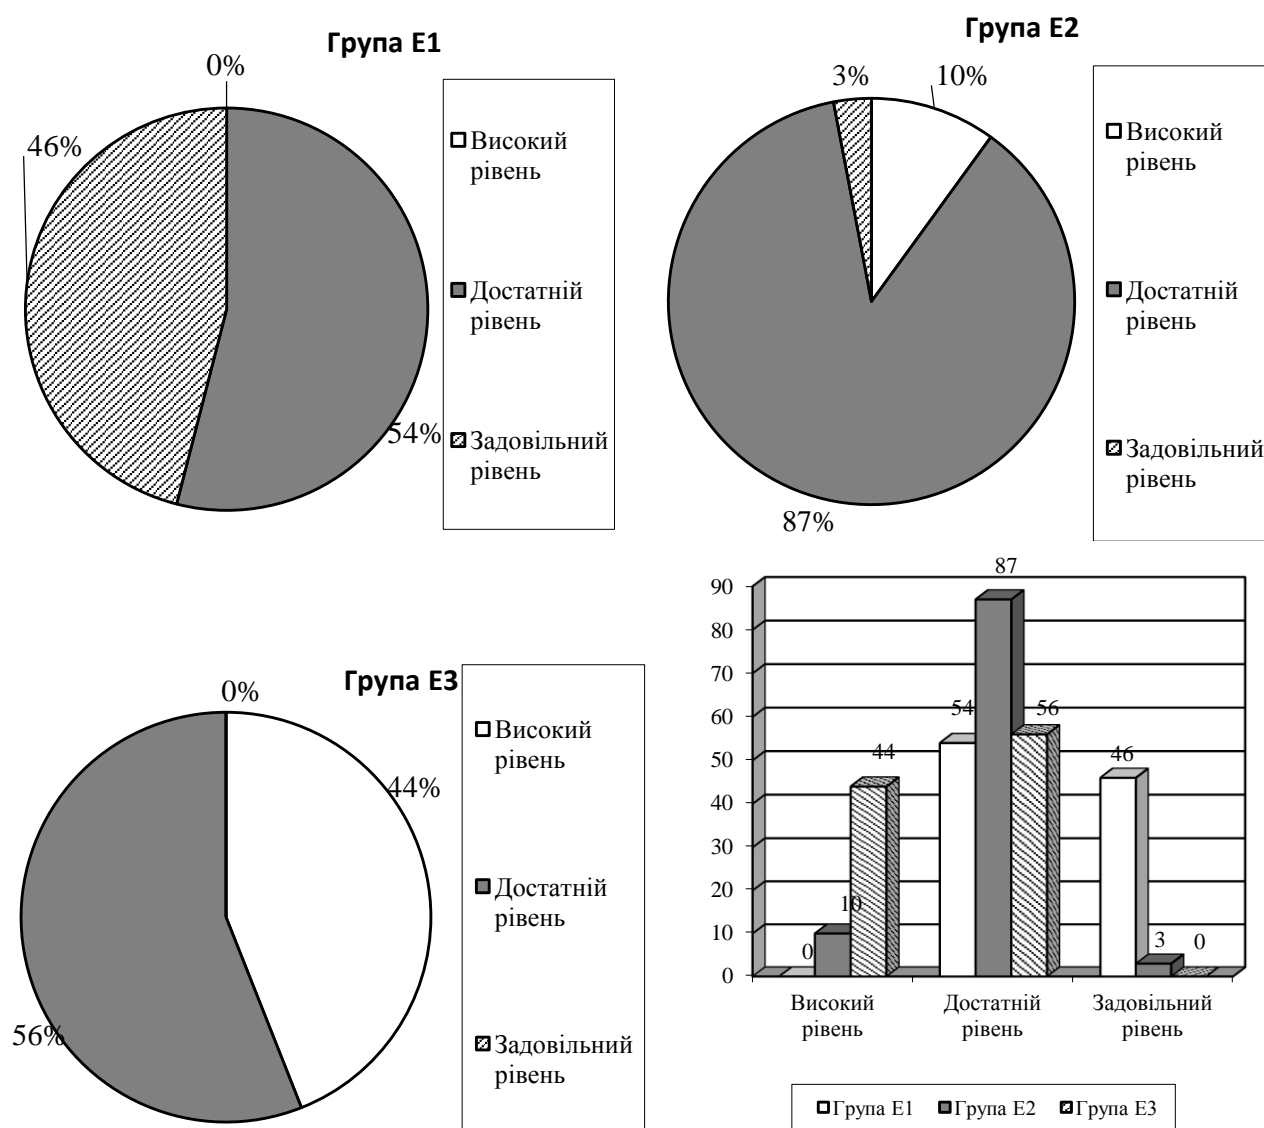 Група Е1
0%
46%
54%
Високий
рівень
Достатній
рівень
Задовільний
рівень
Група Е2
3%
10%
87%
Високий
рівень
Достатній
рівень
Задовільний
рівень
Група Е3
0%
44%
56%
Високий
рівень
Достатній
рівень
Задовільний
рівень
90
80
70
60
50
40
30
20
10
0
0
10
44
54
87
56
46
3
0
Високий
рівень
Достатній
рівень
Задовільний
рівень
Група Е1
Група Е2
Група Е3